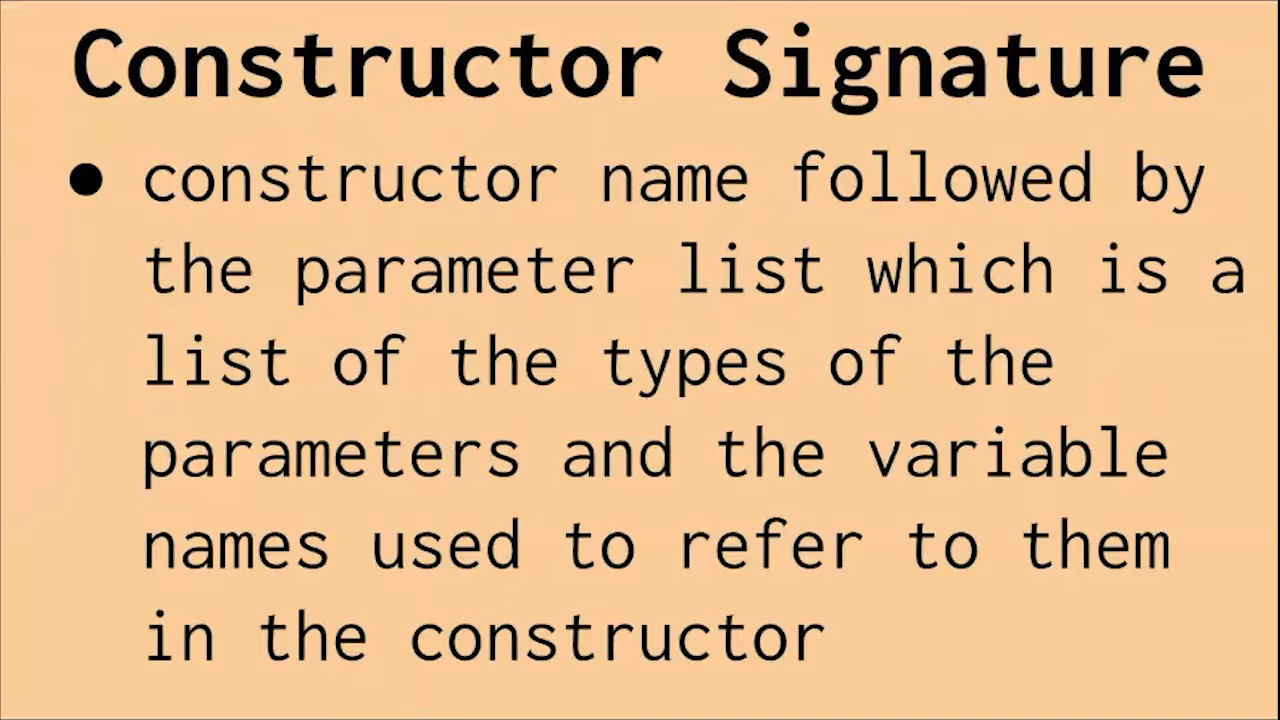 Constructor Signature
● constructor name followed by
the parameter list which is a
list of the types of the
parameters and the variable
names used to refer to them
in the constructor